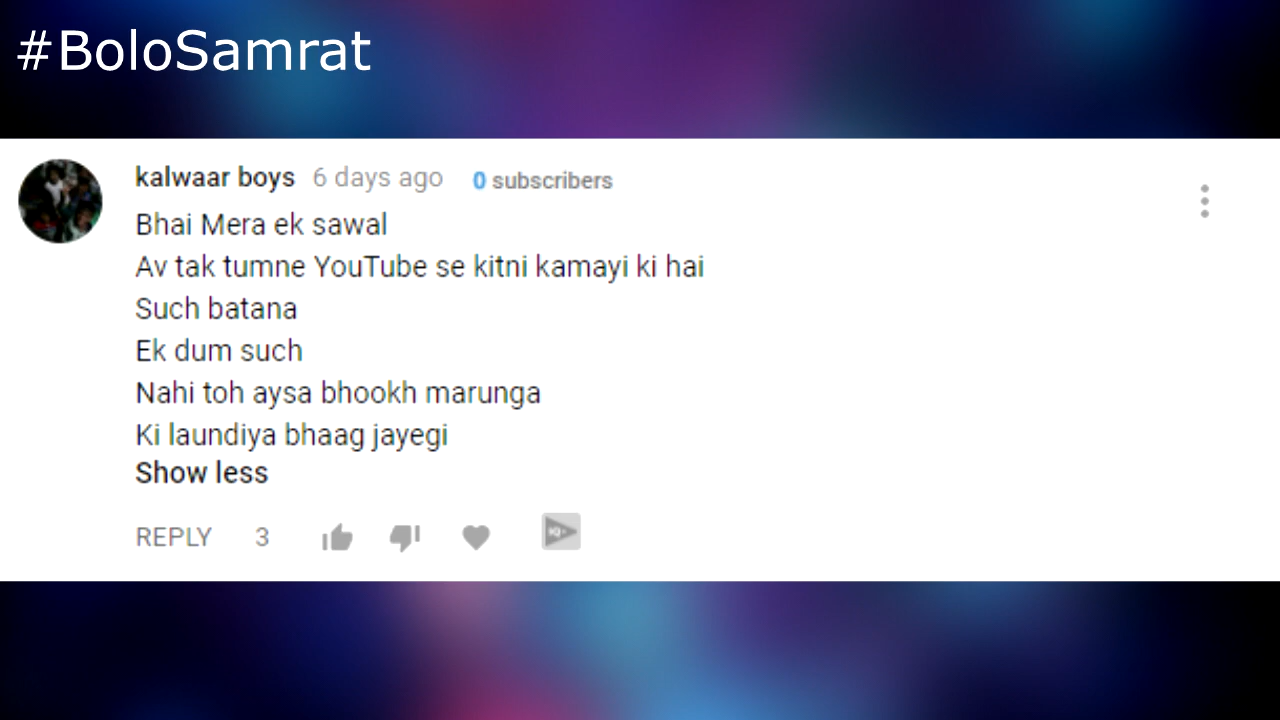 #BoloSamrat
kalwaar boys 6 days ago 0 subscribers
Bhai Mera ek sawal
Av tak tumne YouTube se kitni kamayi ki hai
Such batana
Ek dum such
Nahi toh aysa bhookh marunga
Ki laundiya bhaag jayegi
Show less
REPLY 3